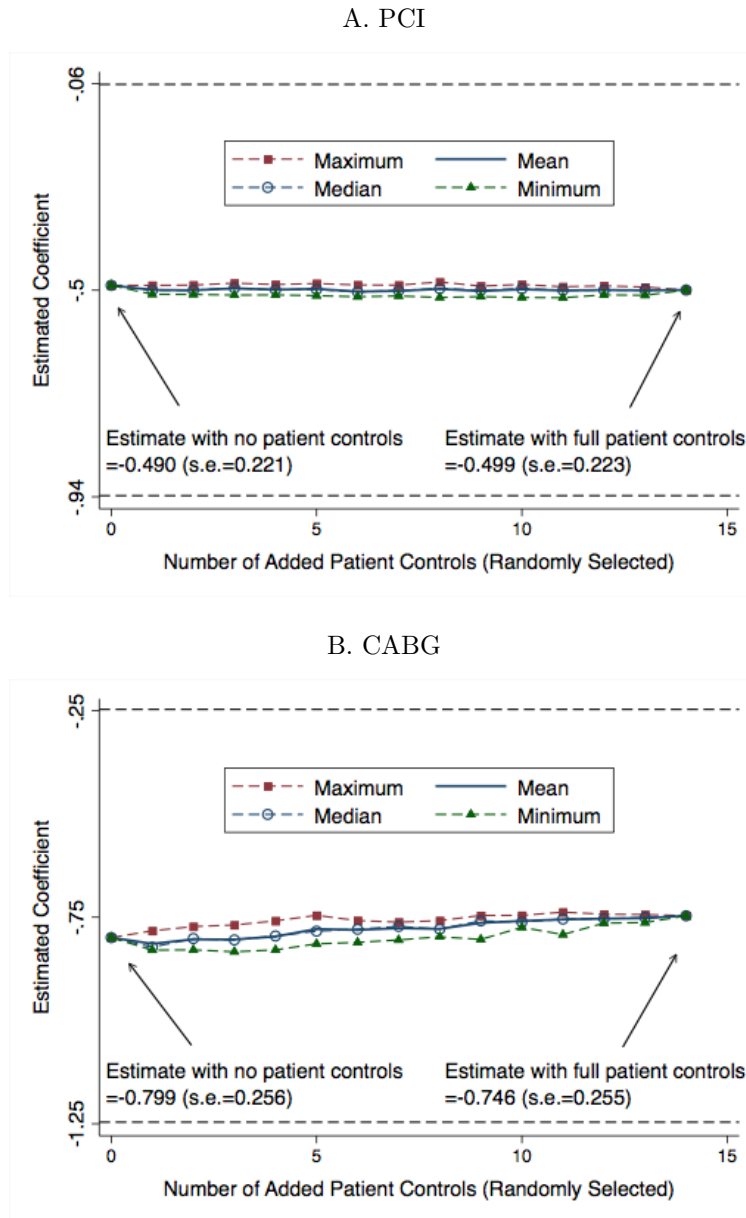 A. PCI
-.06
Maximum Mean
Median Minimum
Estimated Coefficient
-.5
Estimate with no patient controls
=-0.490 (s.e.=0.221)
Estimate with full patient controls
=-0.499 (s.e.=0.223)
-.94
0 5 10 15
Number of Added Patient Controls (Randomly Selected)
B. CABG
-.25
Maximum Mean
Median Minimum
Estimated Coefficient
-.75
Estimate with no patient controls
=-0.799 (s.e.=0.256)
Estimate with full patient controls
=-0.746 (s.e.=0.255)
-1.25
0 5 10 15
Number of Added Patient Controls (Randomly Selected)